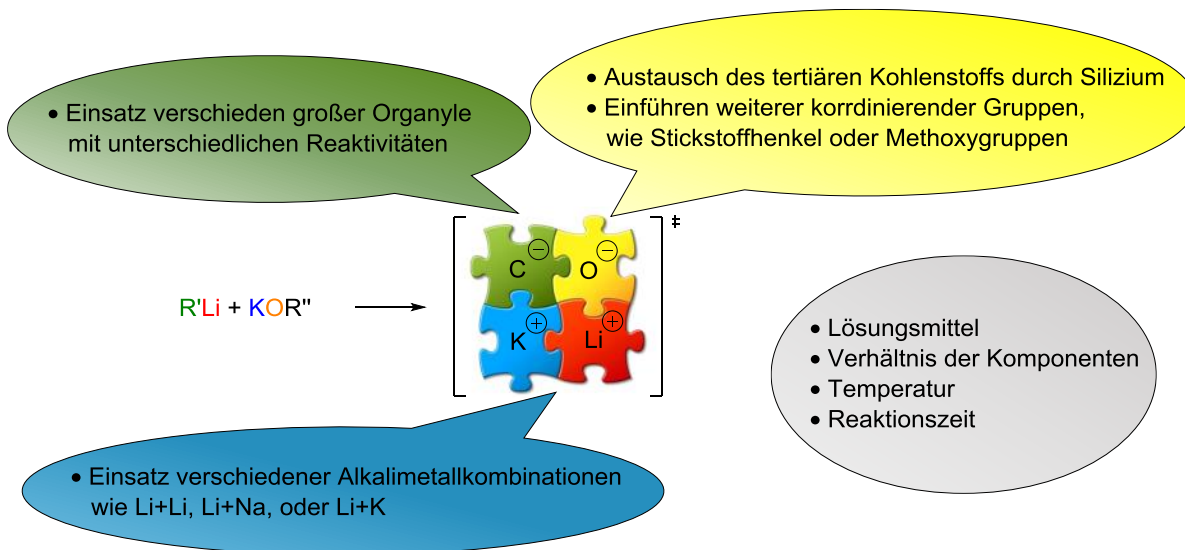 • Einsatz verschieden großer Organyle
mit unterschiedlichen Reaktivitäten
• Austausch des tertiären Kohlenstoffs durch Silizium
• Einführen weiterer korrdinierender Gruppen,
wie Stickstoffhenkel oder Methoxygruppen
R'Li + KOR"
‡
C −
O −
K +
Li +
• Lösungsmittel
• Verhältnis der Komponenten
• Temperatur
• Reaktionszeit
• Einsatz verschiedener Alkalimetallkombinationen
wie Li+Li, Li+Na, oder Li+K